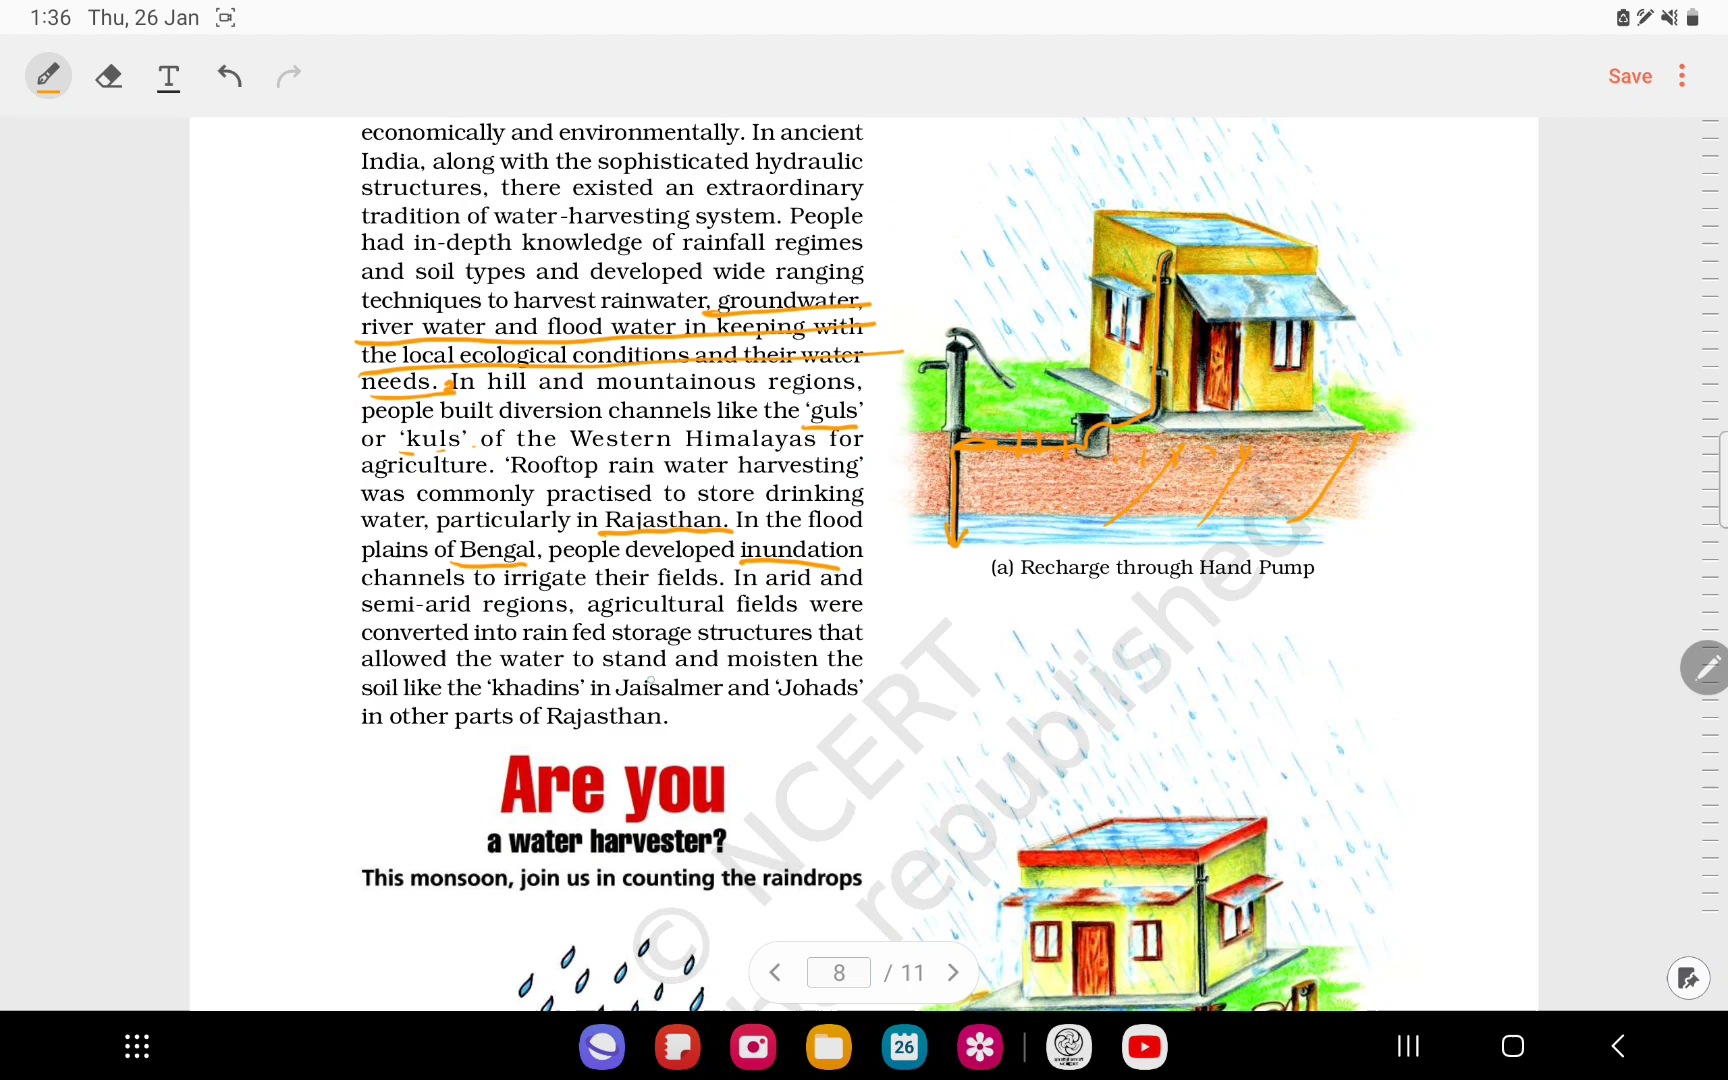 1:36 Thu, 26 Jan
T
Save
economically and environmentally. In ancient
India, along with the sophisticated hydraulic
structures, there existed an extraordinary
tradition of water-harvesting system. People
had in-depth knowledge of rainfall regimes
and soil types and developed wide ranging
techniques to harvest rainwater, groundwater,
river water and flood water in keeping with
the local ecological conditions and their water
needs. In hill and mountainous regions,
people built diversion channels like the ‘guls’
or ‘kuls’ of the Western Himalayas for
agriculture. ‘Rooftop rain water harvesting’
was commonly practised to store drinking
water, particularly in Rajasthan. In the flood
plains of Bengal, people developed inundation
channels to irrigate their fields. In arid and
semi-arid regions, agricultural fields were
converted into rain fed storage structures that
allowed the water to stand and moisten the
soil like the ‘khadins’ in Jaisalmer and ‘Johads’
in other parts of Rajasthan.
Are you
a water harvester?
This monsoon, join us in counting the raindrops
(a) Recharge through Hand Pump
© NCERT
republished
8 / 11
26